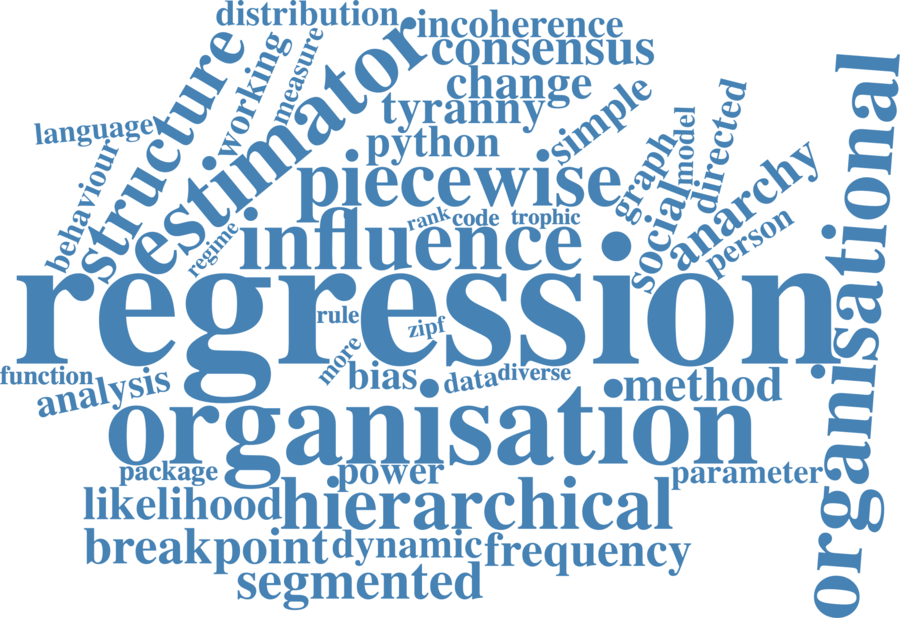 distribution
incoherence
consensus
change
tyranny
python
structure
working
measure
estimator
language
behaviour
regime
simple
graph
model
directed
social
anarchy
person
organisational
piecewise
rank
code
trophic
influence
regression
rule
zipf
more
function
analysis
bias
data
diverse
method
organisation
package
power
parameter
likelihood
hierarchical
breakpoint
dynamic
frequency
segmented